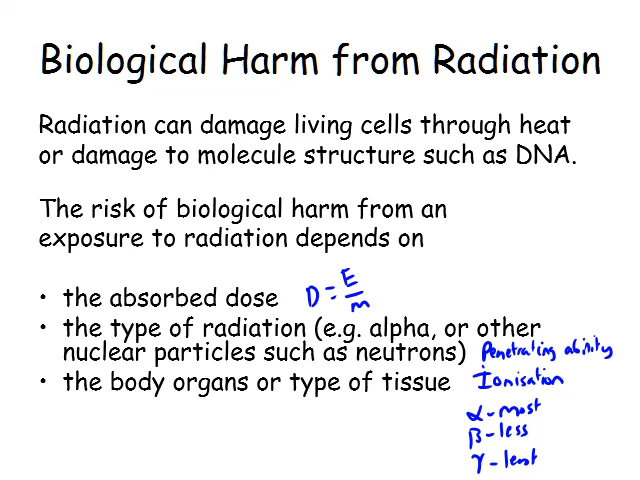 Biological Harm from Radiation
Radiation can damage living cells through heat
or damage to molecule structure such as DNA.
The risk of biological harm from an
exposure to radiation depends on
• the absorbed dose D = E/m
• the type of radiation (e.g. alpha, or other
nuclear particles such as neutrons) Penetrating ability
• the body organs or type of tissue Ionisation
α - most
β - less
γ - least